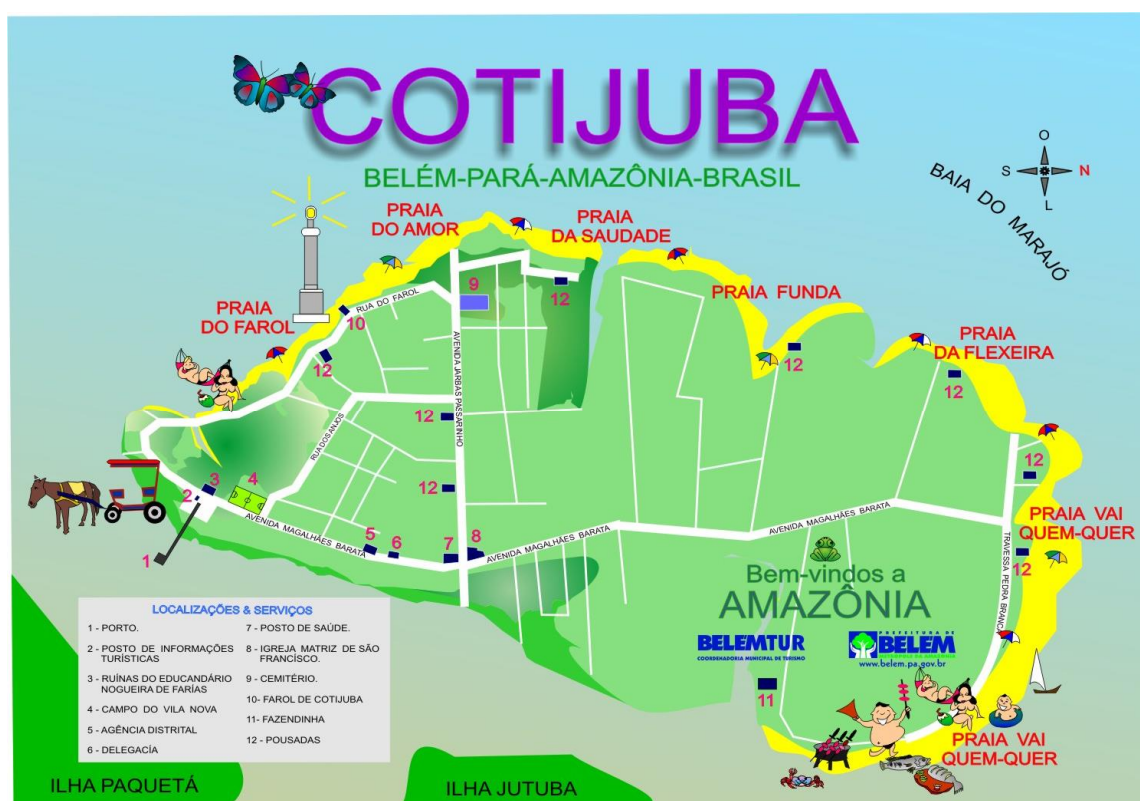 COTIJUBA
BELÉM-PARÁ-AMAZÔNIA-BRASIL
O
S
N
L
BAIA DO MARAJÓ
PRAIA
DO AMOR
PRAIA
DA SAUDADE
PRAIA FUNDA
PRAIA
DA FLEXEIRA
PRAIA
DO FAROL
RUA DO FAROL
9
12
10
12
12
12
12
AVENIDA JARBAS PASSARINHO
RUA DOS ANJOS
12
12
PRAIA VAI
QUEM-QUER
12
2
3
4
1
AVENIDA MAGALHÃES BARATA
5
6
7
8
AVENIDA MAGALHÃES BARATA
AVENIDA MAGALHÃES BARATA
TRAVESSA PEDRA BRANCA
Bem-vindos a
AMAZÔNIA
BELEMTUR
COORDENADORIA MUNICIPAL DE TURISMO
PREFEITURA DE
BELÉM
www.belem.pa.gov.br
11
PRAIA VAI
QUEM-QUER
LOCALIZAÇÕES & SERVIÇOS
1 - PORTO.
2 - POSTO DE INFORMAÇÕES
TURÍSTICAS
3 - RUÍNAS DO EDUCANDÁRIO
NOGUEIRA DE FARÍAS
4 - CAMPO DO VILA NOVA
5 - AGÊNCIA DISTRITAL
6 - DELEGACÍA
7 - POSTO DE SAÚDE.
8 - IGREJA MATRIZ DE SÃO
FRANCÍSCO.
9 - CEMITÉRIO.
10- FAROL DE COTIJUBA
11- FAZENDINHA
12 - POUSADAS
ILHA PAQUETÁ
ILHA JUTUBA